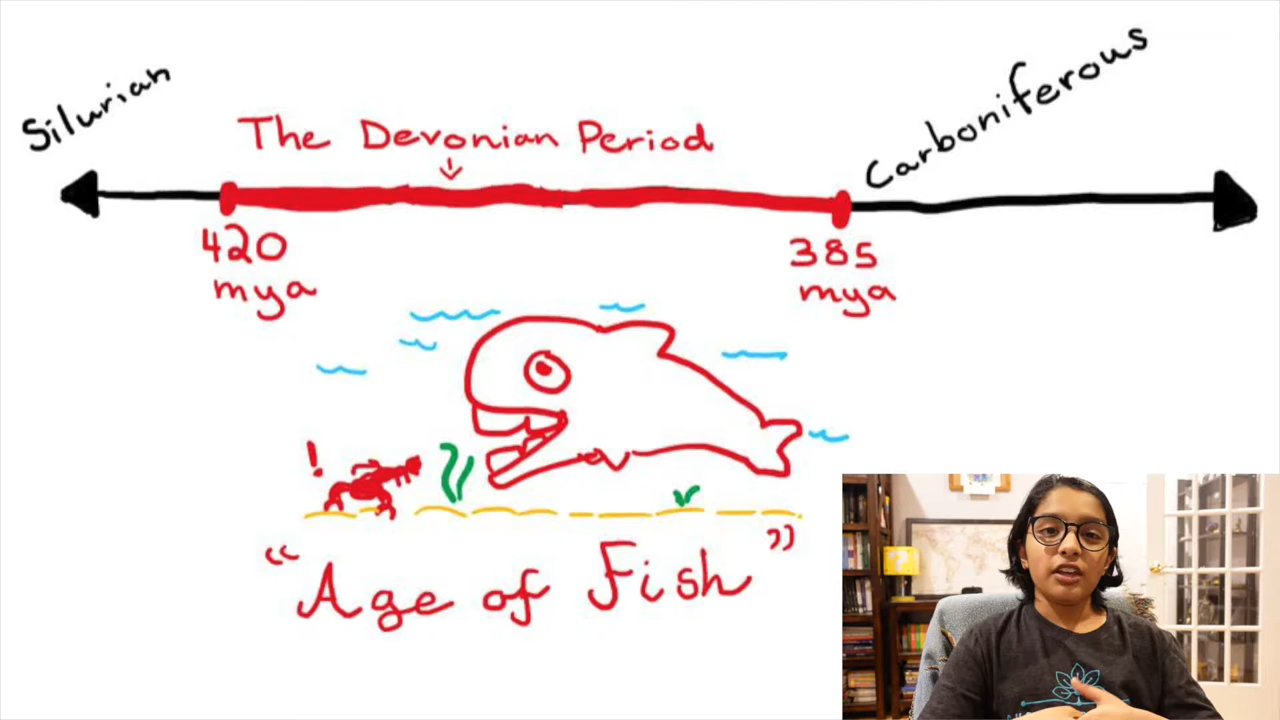 Silurian
The Devonian Period
Carboniferous
420
mya
385
mya
!
"Age of Fish"